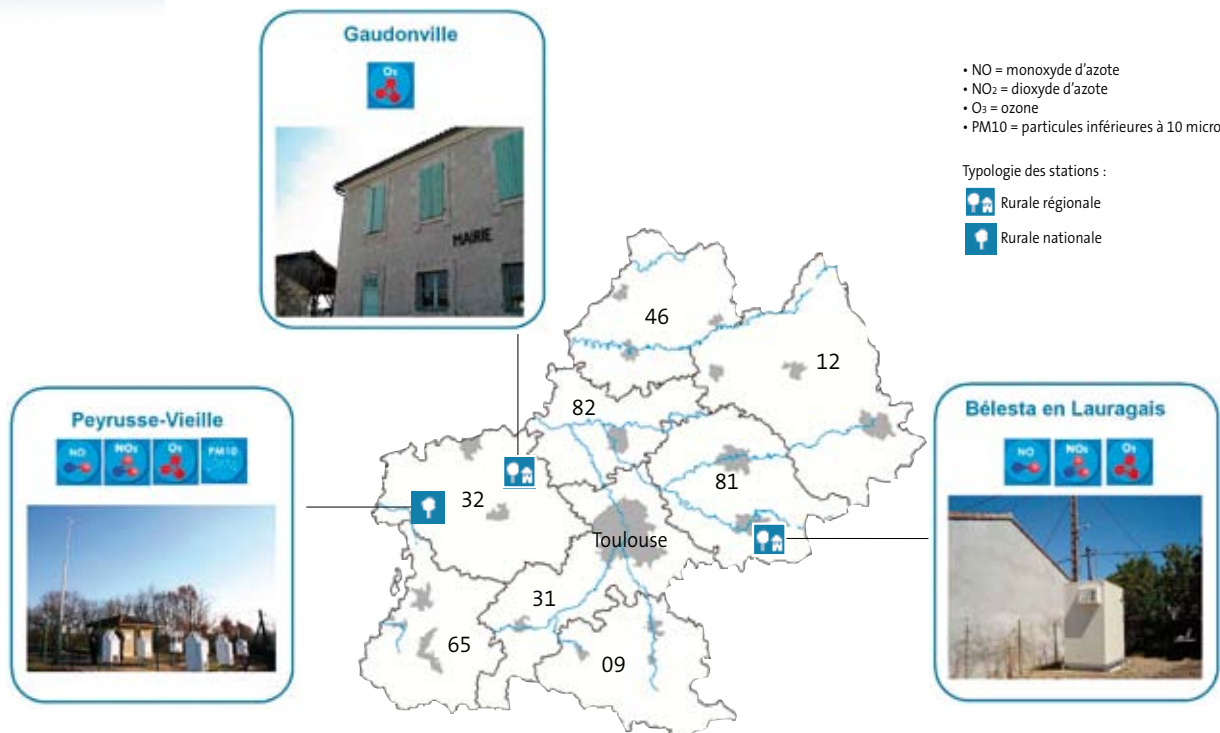 Gaudonville
O₃
MAIRIE
• NO = monoxyde d'azote
• NO₂ = dioxyde d'azote
• O₃ = ozone
• PM10 = particules inférieures à 10 micro
Typologie des stations :
Rurale régionale
Rurale nationale
46
12
82
81
32
Toulouse
31
65
09
Peyrusse-Vieille
NO
NO₂
O₃
PM10
Bélesta en Lauragais
NO
NO₂
O₃